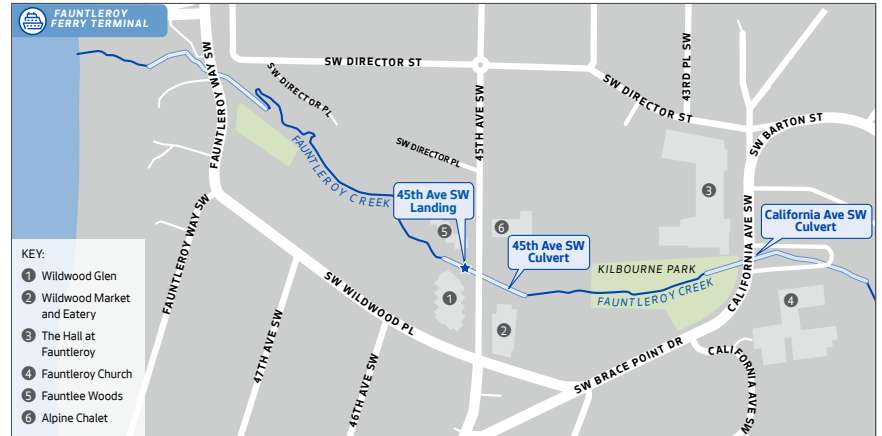 FAUNTLEROY
FERRY TERMINAL
FAUNTLEROY WAY SW
SW DIRECTOR ST
SW DIRECTOR PL
45TH AVE SW
43RD PL SW
SW DIRECTOR ST
SW BARTON ST
FAUNTLEROY CREEK
SW DIRECTOR PL
3
45th Ave SW
Landing
5
6
California Ave SW
Culvert
FAUNTLEROY WAY SW
45th Ave SW
Culvert
KILBOURNE PARK
FAUNTLEROY CREEK
CALIFORNIA AVE SW
1
2
4
SW WILDWOOD PL
47TH AVE SW
46TH AVE SW
SW BRACE POINT DR
CALIFORNIA AVE SW
KEY:
1 Wildwood Glen
2 Wildwood Market
and Eatery
3 The Hall at
Fauntleroy
4 Fauntleroy Church
5 Fauntlee Woods
6 Alpine Chalet